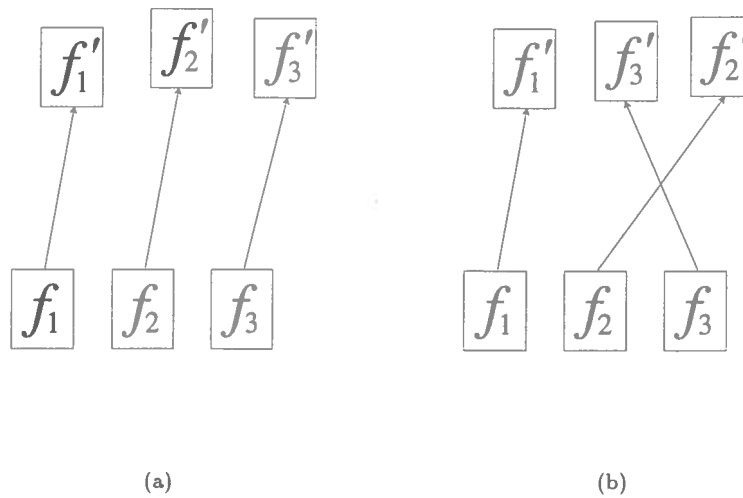 f₁′ f₂′ f₃′ f₁′ f₃′ f₂′
f₁ f₂ f₃ f₁ f₂ f₃
(a) (b)